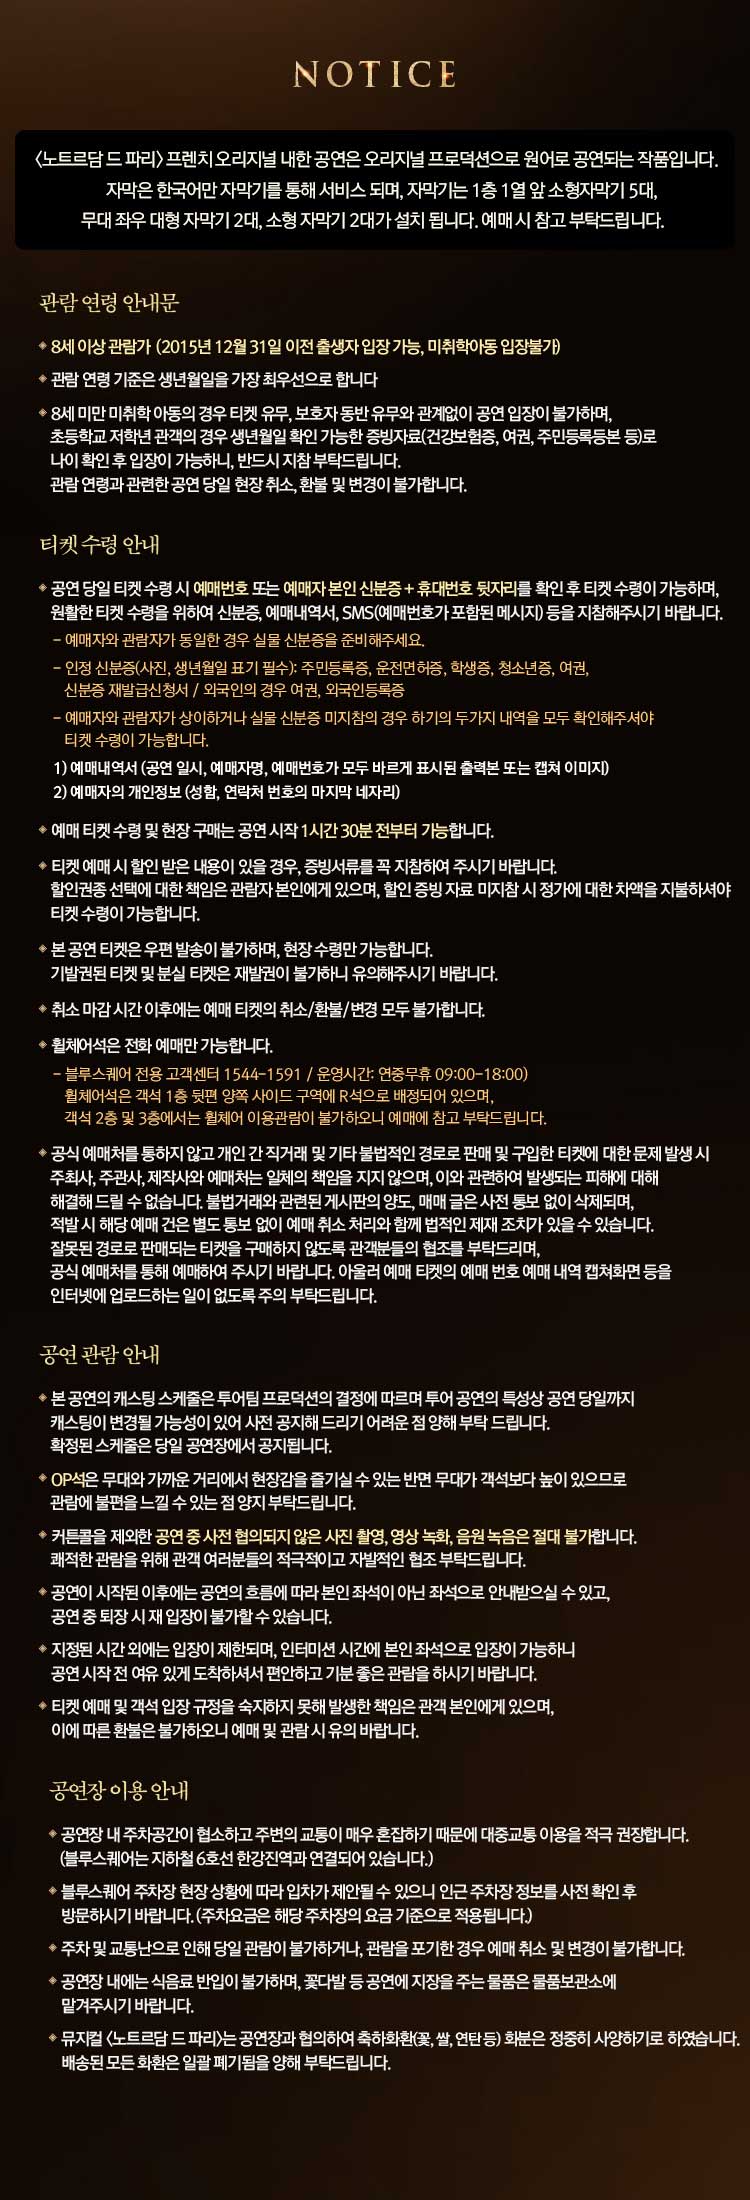 NOTICE
<노트르담 드 파리> 프렌치 오리지널 내한 공연은 오리지널 프로덕션으로 원어로 공연되는 작품입니다.
자막은 한국어만 자막기를 통해 서비스 되며, 자막기는 1층 1열 앞 소형자막기 5대,
무대 좌우 대형 자막기 2대, 소형 자막기 2대가 설치 됩니다. 예매 시 참고 부탁드립니다.
관람 연령 안내문
◈ 8세 이상 관람가 (2015년 12월 31일 이전 출생자 입장 가능, 미취학아동 입장불가)
◈ 관람 연령 기준은 생년월일을 가장 최우선으로 합니다
◈ 8세 미만 미취학 아동의 경우 티켓 유무, 보호자 동반 유무와 관계없이 공연 입장이 불가하며,
초등학교 저학년 관객의 경우 생년월일 확인 가능한 증빙자료(건강보험증, 여권, 주민등록등본 등)로
나이 확인 후 입장이 가능하니, 반드시 지참 부탁드립니다.
관람 연령과 관련한 공연 당일 현장 취소, 환불 및 변경이 불가합니다.
티켓 수령 안내
◈ 공연 당일 티켓 수령 시 예매번호 또는 예매자 본인 신분증 + 휴대번호 뒷자리를 확인 후 티켓 수령이 가능하며,
원활한 티켓 수령을 위하여 신분증, 예매내역서, SMS(예매번호가 포함된 메시지) 등을 지참해주시기 바랍니다.
- 예매자와 관람자가 동일한 경우 실물 신분증을 준비해주세요.
- 인정 신분증(사진, 생년월일 표기 필수): 주민등록증, 운전면허증, 학생증, 청소년증, 여권,
신분증 재발급신청서 / 외국인의 경우 여권, 외국인등록증
- 예매자와 관람자가 상이하거나 실물 신분증 미지참의 경우 하기의 두가지 내역을 모두 확인해주셔야
티켓 수령이 가능합니다.
1) 예매내역서 (공연 일시, 예매자명, 예매번호가 모두 바르게 표시된 출력본 또는 캡쳐 이미지)
2) 예매자의 개인정보 (성함, 연락처 번호의 마지막 네자리)
◈ 예매 티켓 수령 및 현장 구매는 공연 시작 1시간 30분 전부터 가능합니다.
◈ 티켓 예매 시 할인 받은 내용이 있을 경우, 증빙서류를 꼭 지참하여 주시기 바랍니다.
할인권종 선택에 대한 책임은 관람자 본인에게 있으며, 할인 증빙 자료 미지참 시 정가에 대한 차액을 지불하셔야
티켓 수령이 가능합니다.
◈ 본 공연 티켓은 우편 발송이 불가하며, 현장 수령만 가능합니다.
기발권된 티켓 및 분실 티켓은 재발권이 불가하니 유의해주시기 바랍니다.
◈ 취소 마감 시간 이후에는 예매 티켓의 취소/환불/변경 모두 불가합니다.
◈ 휠체어석은 전화 예매만 가능합니다.
- 블루스퀘어 전용 고객센터 1544-1591 / 운영시간: 연중무휴 09:00-18:00)
휠체어석은 객석 1층 뒷편 양쪽 사이드 구역에 R석으로 배정되어 있으며,
객석 2층 및 3층에서는 휠체어 이용관람이 불가하오니 예매에 참고 부탁드립니다.
◈ 공식 예매처를 통하지 않고 개인 간 직거래 및 기타 불법적인 경로로 판매 및 구입한 티켓에 대한 문제 발생 시
주최사, 주관사, 제작사와 예매처는 일체의 책임을 지지 않으며, 이와 관련하여 발생되는 피해에 대해
해결해 드릴 수 없습니다. 불법거래와 관련된 게시판의 양도, 매매 글은 사전 통보 없이 삭제되며,
적발 시 해당 예매 건은 별도 통보 없이 예매 취소 처리와 함께 법적인 제재 조치가 있을 수 있습니다.
잘못된 경로로 판매되는 티켓을 구매하지 않도록 관객분들의 협조를 부탁드리며,
공식 예매처를 통해 예매하여 주시기 바랍니다. 아울러 예매 티켓의 예매 번호 예매 내역 캡쳐화면 등을
인터넷에 업로드하는 일이 없도록 주의 부탁드립니다.
공연 관람 안내
◈ 본 공연의 캐스팅 스케줄은 투어팀 프로덕션의 결정에 따르며 투어 공연의 특성상 공연 당일까지
캐스팅이 변경될 가능성이 있어 사전 공지해 드리기 어려운 점 양해 부탁 드립니다.
확정된 스케줄은 당일 공연장에서 공지됩니다.
◈ OP석은 무대와 가까운 거리에서 현장감을 즐기실 수 있는 반면 무대가 객석보다 높이 있으므로
관람에 불편을 느낄 수 있는 점 양지 부탁드립니다.
◈ 커튼콜을 제외한 공연 중 사전 협의되지 않은 사진 촬영, 영상 녹화, 음원 녹음은 절대 불가합니다.
쾌적한 관람을 위해 관객 여러분들의 적극적이고 자발적인 협조 부탁드립니다.
◈ 공연이 시작된 이후에는 공연의 흐름에 따라 본인 좌석이 아닌 좌석으로 안내받으실 수 있고,
공연 중 퇴장 시 재 입장이 불가할 수 있습니다.
◈ 지정된 시간 외에는 입장이 제한되며, 인터미션 시간에 본인 좌석으로 입장이 가능하니
공연 시작 전 여유 있게 도착하셔서 편안하고 기분 좋은 관람을 하시기 바랍니다.
◈ 티켓 예매 및 객석 입장 규정을 숙지하지 못해 발생한 책임은 관객 본인에게 있으며,
이에 따른 환불은 불가하오니 예매 및 관람 시 유의 바랍니다.
공연장 이용 안내
◈ 공연장 내 주차공간이 협소하고 주변의 교통이 매우 혼잡하기 때문에 대중교통 이용을 적극 권장합니다.
(블루스퀘어는 지하철 6호선 한강진역과 연결되어 있습니다.)
◈ 블루스퀘어 주차장 현장 상황에 따라 입차가 제안될 수 있으니 인근 주차장 정보를 사전 확인 후
방문하시기 바랍니다. (주차요금은 해당 주차장의 요금 기준으로 적용됩니다.)
◈ 주차 및 교통난으로 인해 당일 관람이 불가하거나, 관람을 포기한 경우 예매 취소 및 변경이 불가합니다.
◈ 공연장 내에는 식음료 반입이 불가하며, 꽃다발 등 공연에 지장을 주는 물품은 물품보관소에
맡겨주시기 바랍니다.
◈ 뮤지컬 <노트르담 드 파리>는 공연장과 협의하여 축하화환(꽃, 쌀, 연탄 등) 화분은 정중히 사양하기로 하였습니다.
배송된 모든 화환은 일괄 폐기됨을 양해 부탁드립니다.